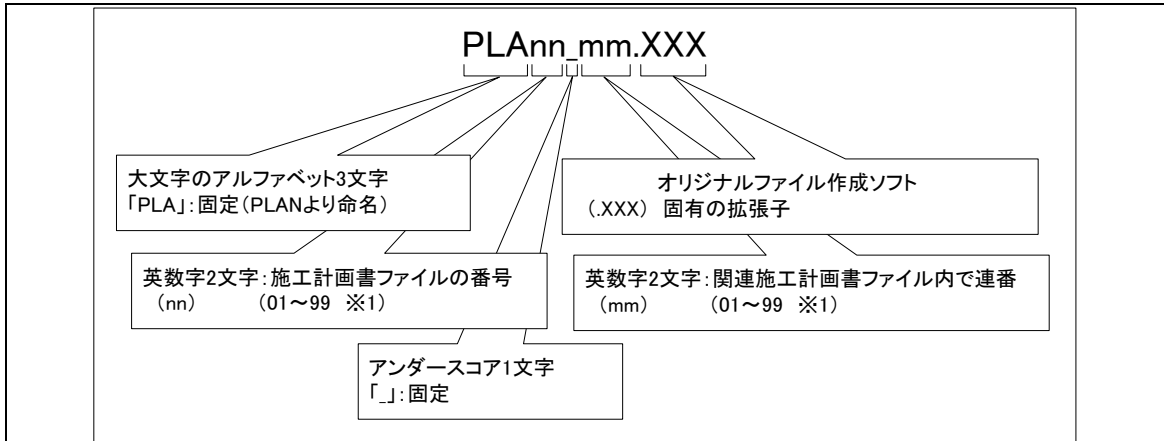 PLAnn_mm.XXX
大文字のアルファベット3文字
「PLA」:固定(PLANより命名)
オリジナルファイル作成ソフト
(.XXX) 固有の拡張子
英数字2文字:施工計画書ファイルの番号
(nn) (01～99 ※1)
英数字2文字:関連施工計画書ファイル内で連番
(mm) (01～99 ※1)
アンダースコア1文字
「_」:固定